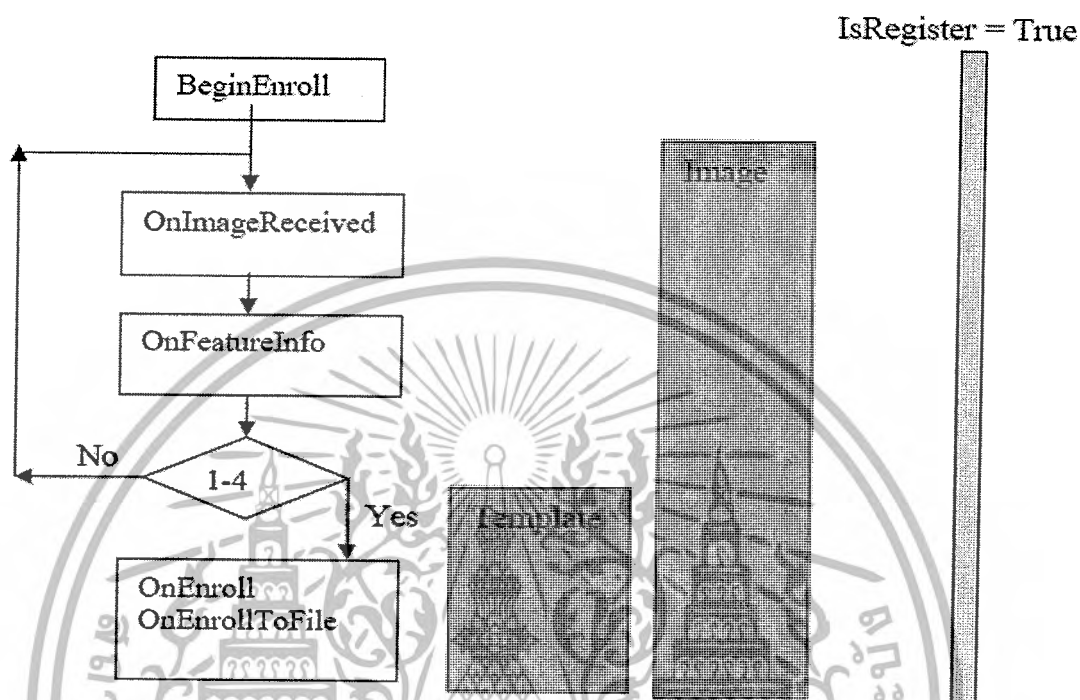 IsRegister = True
BeginEnroll
Image
OnImageReceived
OnFeatureInfo
No
1-4
Yes
Template
OnEnroll
OnEnrollToFile